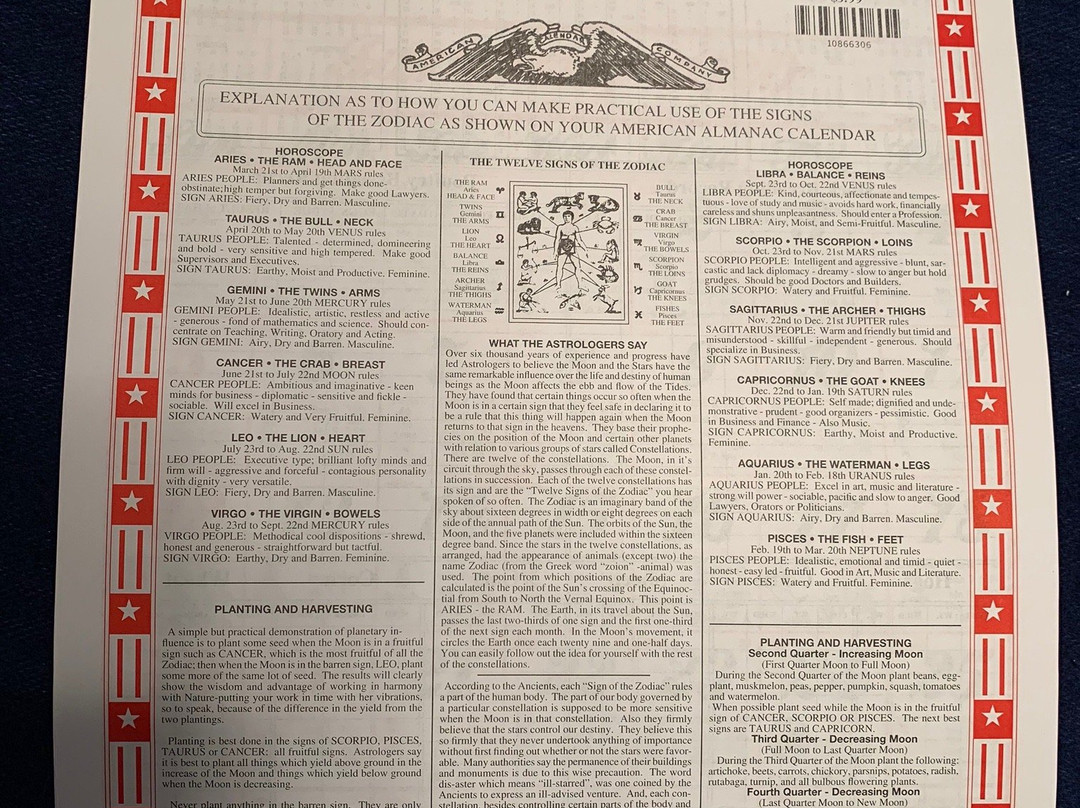 10866306
AMERICAN CALENDAR COMPANY
EXPLANATION AS TO HOW YOU CAN MAKE PRACTICAL USE OF THE SIGNS
OF THE ZODIAC AS SHOWN ON YOUR AMERICAN ALMANAC CALENDAR
HOROSCOPE
ARIES • THE RAM • HEAD AND FACE
March 21st to April 19th MARS rules
ARIES PEOPLE: Planners and get things done-
obstinate; high temper but forgiving. Make good Lawyers.
SIGN ARIES: Fiery, Dry and Barren. Masculine.
TAURUS • THE BULL • NECK
April 20th to May 20th VENUS rules
TAURUS PEOPLE: Talented - determined, domineering
and bold - very sensitive and high tempered. Make good
Supervisors and Executives.
SIGN TAURUS: Earthy, Moist and Productive. Feminine.
GEMINI • THE TWINS • ARMS
May 21st to June 20th MERCURY rules
GEMINI PEOPLE: Idealistic, artistic, restless and active
- generous - fond of mathematics and science. Should con-
centrate on Teaching, Writing, Oratory and Acting.
SIGN GEMINI: Airy, Dry and Barren. Masculine.
CANCER • THE CRAB • BREAST
June 21st to July 22nd MOON rules
CANCER PEOPLE: Ambitious and imaginative - keen
minds for business - diplomatic - sensitive and fickle -
sociable. Will excel in Business.
SIGN CANCER: Watery and Very Fruitful. Feminine.
LEO • THE LION • HEART
July 23rd to Aug. 22nd SUN rules
LEO PEOPLE: Executive type; brilliant lofty minds and
firm will - aggressive and forceful - contagious personality
with dignity - very versatile.
SIGN LEO: Fiery, Dry and Barren. Masculine.
VIRGO • THE VIRGIN • BOWELS
Aug. 23rd to Sept. 22nd MERCURY rules
VIRGO PEOPLE: Methodical cool dispositions - shrewd,
honest and generous - straightforward but tactful.
SIGN VIRGO: Earthy, Dry and Barren. Feminine.
PLANTING AND HARVESTING
A simple but practical demonstration of planetary in-
fluence is to plant some seed when the Moon is in a fruitful
sign such as CANCER, which is the most fruitful of all the
Zodiac; then when the Moon is in the barren sign, LEO, plant
some more of the same lot of seed. The results will clearly
show the wisdom and advantage of working in harmony
with Nature-putting your work in time with her vibrations,
so to speak, because of the difference in the yield from the
two plantings.
Planting is best done in the signs of SCORPIO, PISCES,
TAURUS or CANCER: all fruitful signs. Astrologers say
it is best to plant all things which yield above ground in the
increase of the Moon and things which yield below ground
when the Moon is decreasing.
Never plant anything in the barren sign. They are only
THE TWELVE SIGNS OF THE ZODIAC
THE RAM
Aries
HEAD & FACE
TWINS
Gemini
THE ARMS
LION
Leo
THE HEART
BALANCE
Libra
THE REINS
ARCHER
Sagittarius
THE THIGHS
WATERMAN
Aquarius
THE LEGS
BULL
Taurus
THE NECK
CRAB
Cancer
THE BREAST
VIRGIN
Virgo
THE BOWELS
SCORPION
Scorpio
THE LOINS
GOAT
Capricornus
THE KNEES
FISHES
Pisces
THE FEET
WHAT THE ASTROLOGERS SAY
Over six thousand years of experience and progress have
led Astrologers to believe the Moon and the Stars have the
same remarkable influence over the life and destiny of human
beings as the Moon affects the ebb and flow of the Tides.
They have found that certain things occur so often when the
Moon is in a certain sign that they feel safe in declaring it to
be a rule that this thing will happen again when the Moon
returns to that sign in the heavens. They base their prophe-
cies on the position of the Moon and certain other planets
with relation to various groups of stars called Constellations.
There are twelve of the constellations. The Moon, in it's
circuit through the sky, passes through each of these constel-
lations in succession. Each of the twelve constellations has
its sign and are the "Twelve Signs of the Zodiac" you hear
spoken of so often. The Zodiac is an imaginary band of the
sky about sixteen degrees in width or eight degrees on each
side of the annual path of the Sun. The orbits of the Sun, the
Moon, and the five planets were included within the sixteen
degree band. Since the stars in the twelve constellations, as
arranged, had the appearance of animals (except two) the
name Zodiac (from the Greek word "zoion" -animal) was
used. The point from which positions of the Zodiac are
calculated is the point of the Sun's crossing of the Equinoc-
tial from South to North the Vernal Equinox. This point is
ARIES - the RAM. The Earth, in its travel about the Sun,
passes the last two-thirds of one sign and the first one-third
of the next sign each month. In the Moon's movement, it
circles the Earth once each twenty nine and one-half days.
You can easily follow out the idea for yourself with the rest
of the constellations.
According to the Ancients, each "Sign of the Zodiac" rules
a part of the human body. The part of our body governed by
a particular constellation is supposed to be more sensitive
when the Moon is in that constellation. Also they firmly
believe that the stars control our destiny. They believe this
so firmly that they never undertook anything of importance
without first finding out whether or not the stars were favor-
able. Many authorities say the permanence of their buildings
and monuments is due to this wise precaution. The word
dis-aster which means "ill-starred", was one coined by the
Ancients to express an ill-advised venture. And, each con-
stellation, besides controlling certain parts of the body and
HOROSCOPE
LIBRA • BALANCE • REINS
Sept. 23rd to Oct. 22nd VENUS rules
LIBRA PEOPLE: Kind, courteous, affectionate and tempes-
tuous - love of study and music - avoids hard work, financially
careless and shuns unpleasantness. Should enter a Profession.
SIGN LIBRA: Airy, Moist, and Semi-Fruitful. Masculine.
SCORPIO • THE SCORPION • LOINS
Oct. 23rd to Nov. 21st MARS rules
SCORPIO PEOPLE: Intelligent and aggressive - blunt, sar-
castic and lack diplomacy - dreamy - slow to anger but hold
grudges. Should be good Doctors and Builders.
SIGN SCORPIO: Watery and Fruitful. Feminine.
SAGITTARIUS • THE ARCHER • THIGHS
Nov. 22nd to Dec. 21st JUPITER rules
SAGITTARIUS PEOPLE: Warm and friendly but timid and
misunderstood - skillful - independent - generous. Should
specialize in Business.
SIGN SAGITTARIUS: Fiery, Dry and Barren. Masculine.
CAPRICORNUS • THE GOAT • KNEES
Dec. 22nd to Jan. 19th SATURN rules
CAPRICORNUS PEOPLE: Self made; dignified and unde-
monstrative - prudent - good organizers - pessimistic. Good
in Business and Finance - Also Music.
SIGN CAPRICORNUS: Earthy, Moist and Productive.
Feminine.
AQUARIUS • THE WATERMAN • LEGS
Jan. 20th to Feb. 18th URANUS rules
AQUARIUS PEOPLE: Excel in art, music and literature -
strong will power - sociable, pacific and slow to anger. Good
Lawyers, Orators or Politicians.
SIGN AQUARIUS: Airy, Dry and Barren. Masculine.
PISCES • THE FISH • FEET
Feb. 19th to Mar. 20th NEPTUNE rules
PISCES PEOPLE: Idealistic, emotional and timid - quiet -
honest - easy led - fruitful. Good in Art, Music and Literature.
SIGN PISCES: Watery and Fruitful. Feminine.
PLANTING AND HARVESTING
Second Quarter - Increasing Moon
(First Quarter Moon to Full Moon)
During the Second Quarter of the Moon plant beans, egg-
plant, muskmelon, peas, pepper, pumpkin, squash, tomatoes
and watermelon.
When possible plant seed while the Moon is in the fruitful
sign of CANCER, SCORPIO OR PISCES. The next best
signs are TAURUS and CAPRICORN.
Third Quarter - Decreasing Moon
(Full Moon to Last Quarter Moon)
During the Third Quarter of the Moon plant the following:
artichoke, beets, carrots, chickory, parsnips, potatoes, radish,
rutabaga, turnip, and all bulbous flowering plants.
Fourth Quarter - Decreasing Moon
(Last Quarter Moon to New Moon)